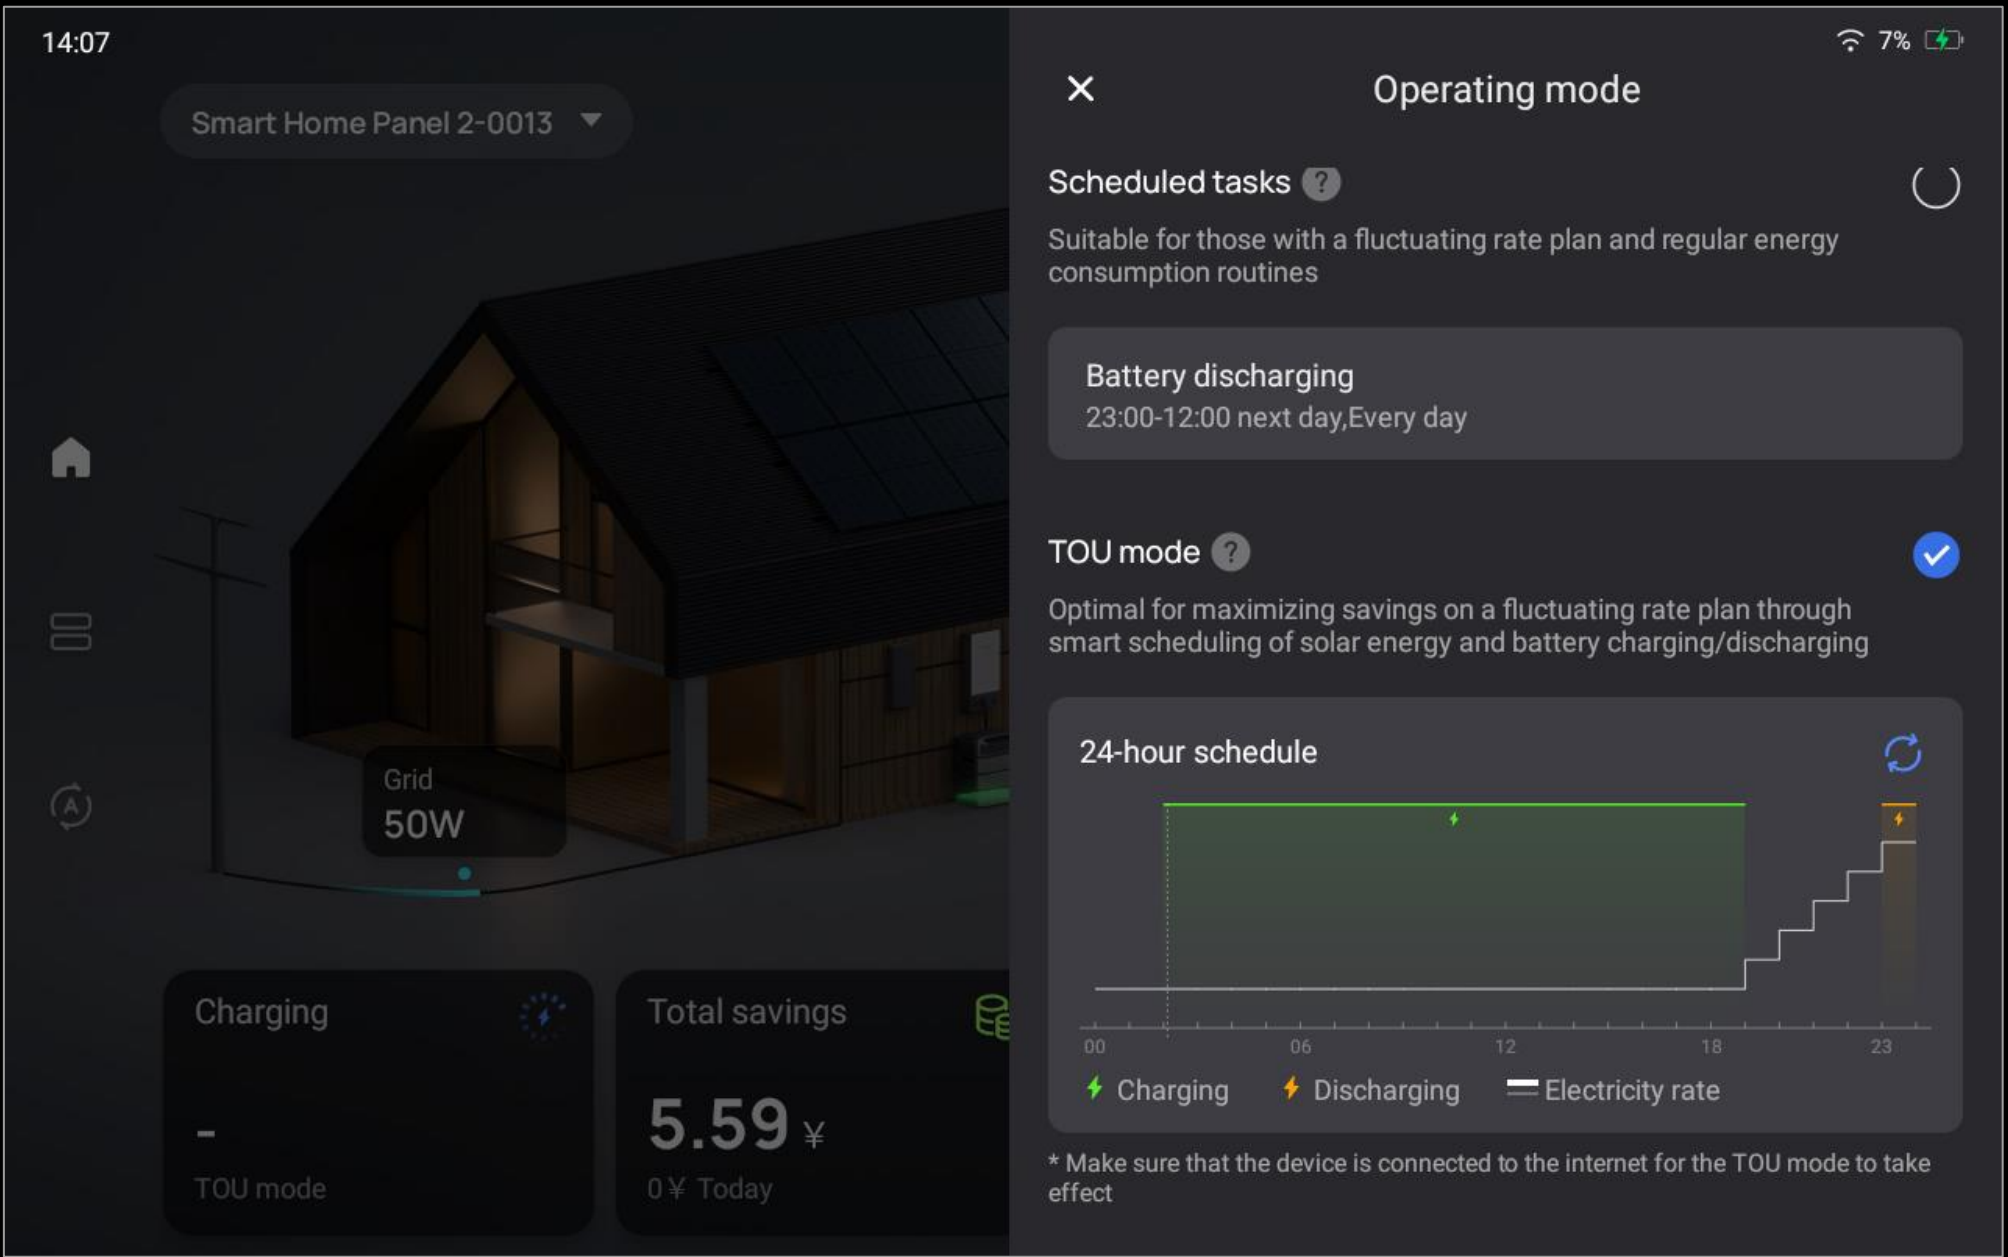 14:07
7%
Smart Home Panel 2-0013
Operating mode
Scheduled tasks ?
Suitable for those with a fluctuating rate plan and regular energy
consumption routines
Battery discharging
23:00-12:00 next day,Every day
TOU mode ?
Optimal for maximizing savings on a fluctuating rate plan through
smart scheduling of solar energy and battery charging/discharging
24-hour schedule
00 06 12 18 23
Charging Discharging Electricity rate
* Make sure that the device is connected to the internet for the TOU mode to take
effect
A
Grid
50W
Charging
-
TOU mode
Total savings
5.59 ¥
0¥ Today